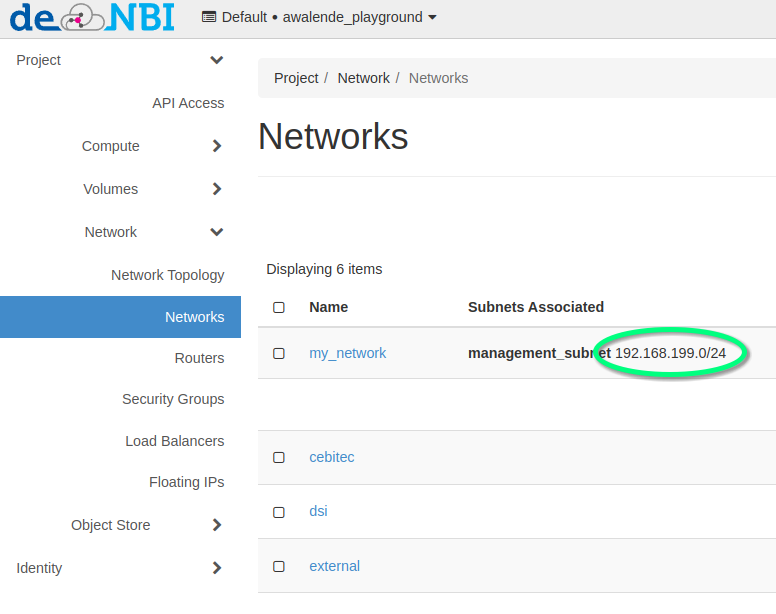 de NBI
Default • awalende_playground
Project
API Access
Compute
Volumes
Network
Network Topology
Networks
Routers
Security Groups
Load Balancers
Floating IPs
Object Store
Identity
Project / Network / Networks
Networks
Displaying 6 items
Name Subnets Associated
my_network management_subnet 192.168.199.0/24
cebitec
dsi
external